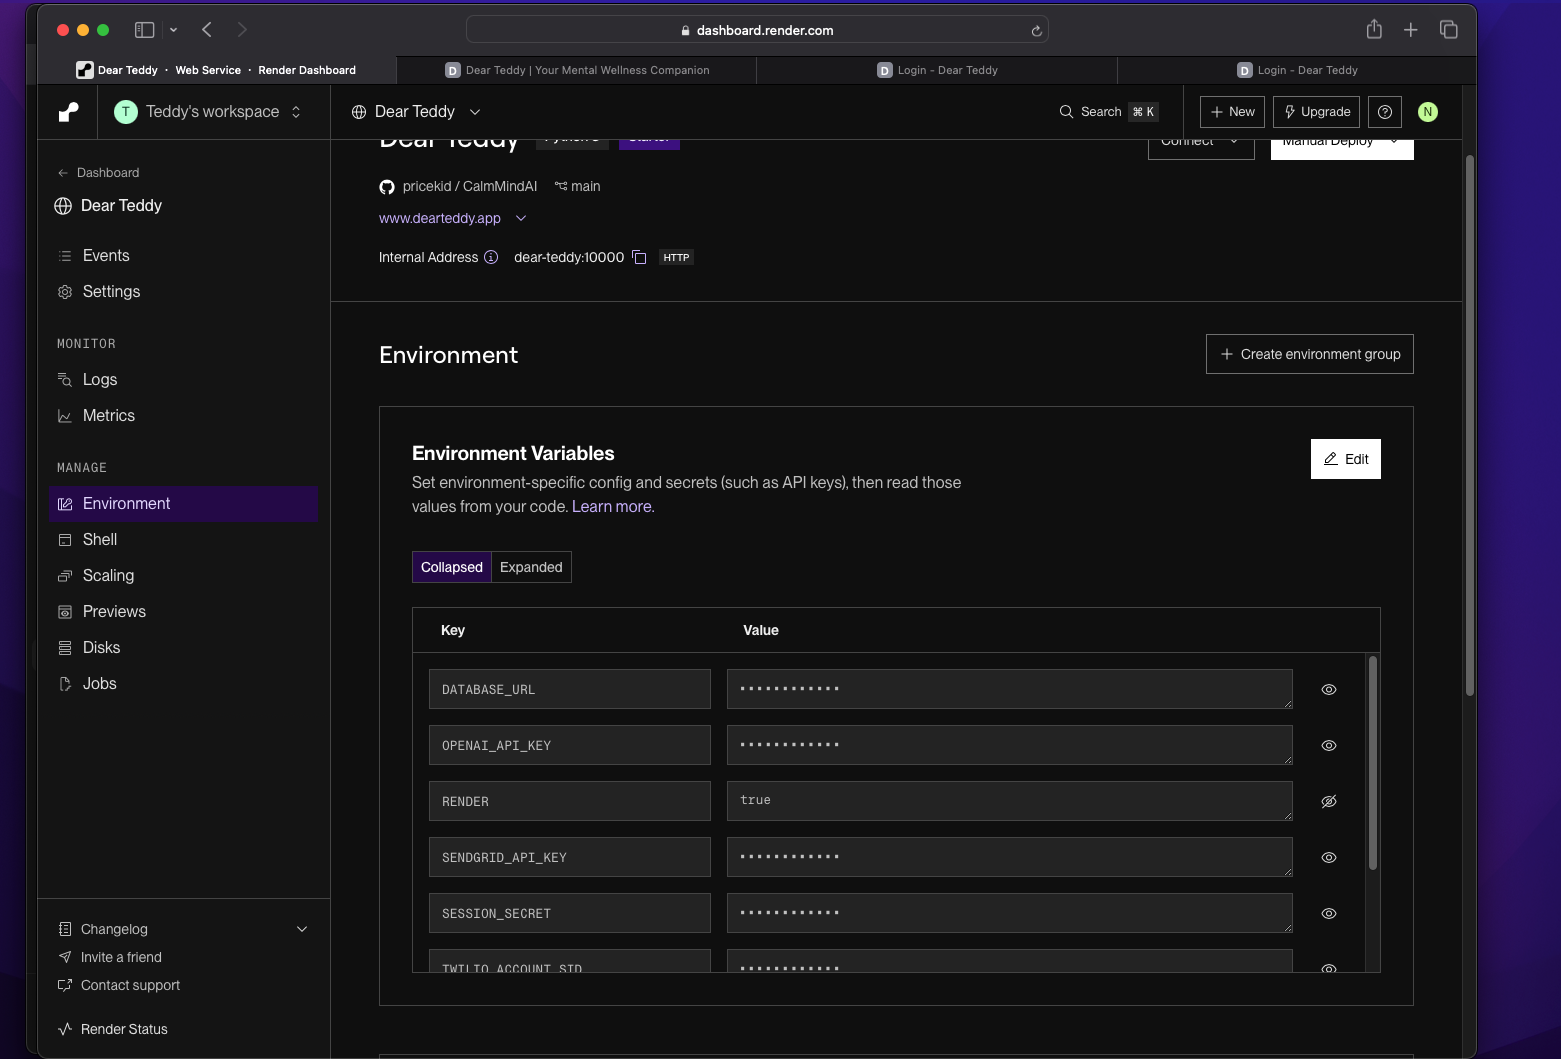 dashboard.render.com
Dear Teddy · Web Service · Render Dashboard
D Dear Teddy | Your Mental Wellness Companion
D Login - Dear Teddy
D Login - Dear Teddy
T Teddy's workspace
Dear Teddy
Search ⌘ K
+ New
Upgrade
N
← Dashboard
Dear Teddy
Events
Settings
MONITOR
Logs
Metrics
MANAGE
Environment
Shell
Scaling
Previews
Disks
Jobs
Changelog
Invite a friend
Contact support
Render Status
Dear Teddy Python 3 Starter
Connect
Manual Deploy
pricekid / CalmMindAI main
www.dearteddy.app
Internal Address dear-teddy:10000 HTTP
Environment
+ Create environment group
Environment Variables
Edit
Set environment-specific config and secrets (such as API keys), then read those
values from your code. Learn more.
Collapsed Expanded
Key Value
DATABASE_URL ••••••••••••
OPENAI_API_KEY ••••••••••••
RENDER true
SENDGRID_API_KEY ••••••••••••
SESSION_SECRET ••••••••••••
TWILIO_ACCOUNT_SID ••••••••••••